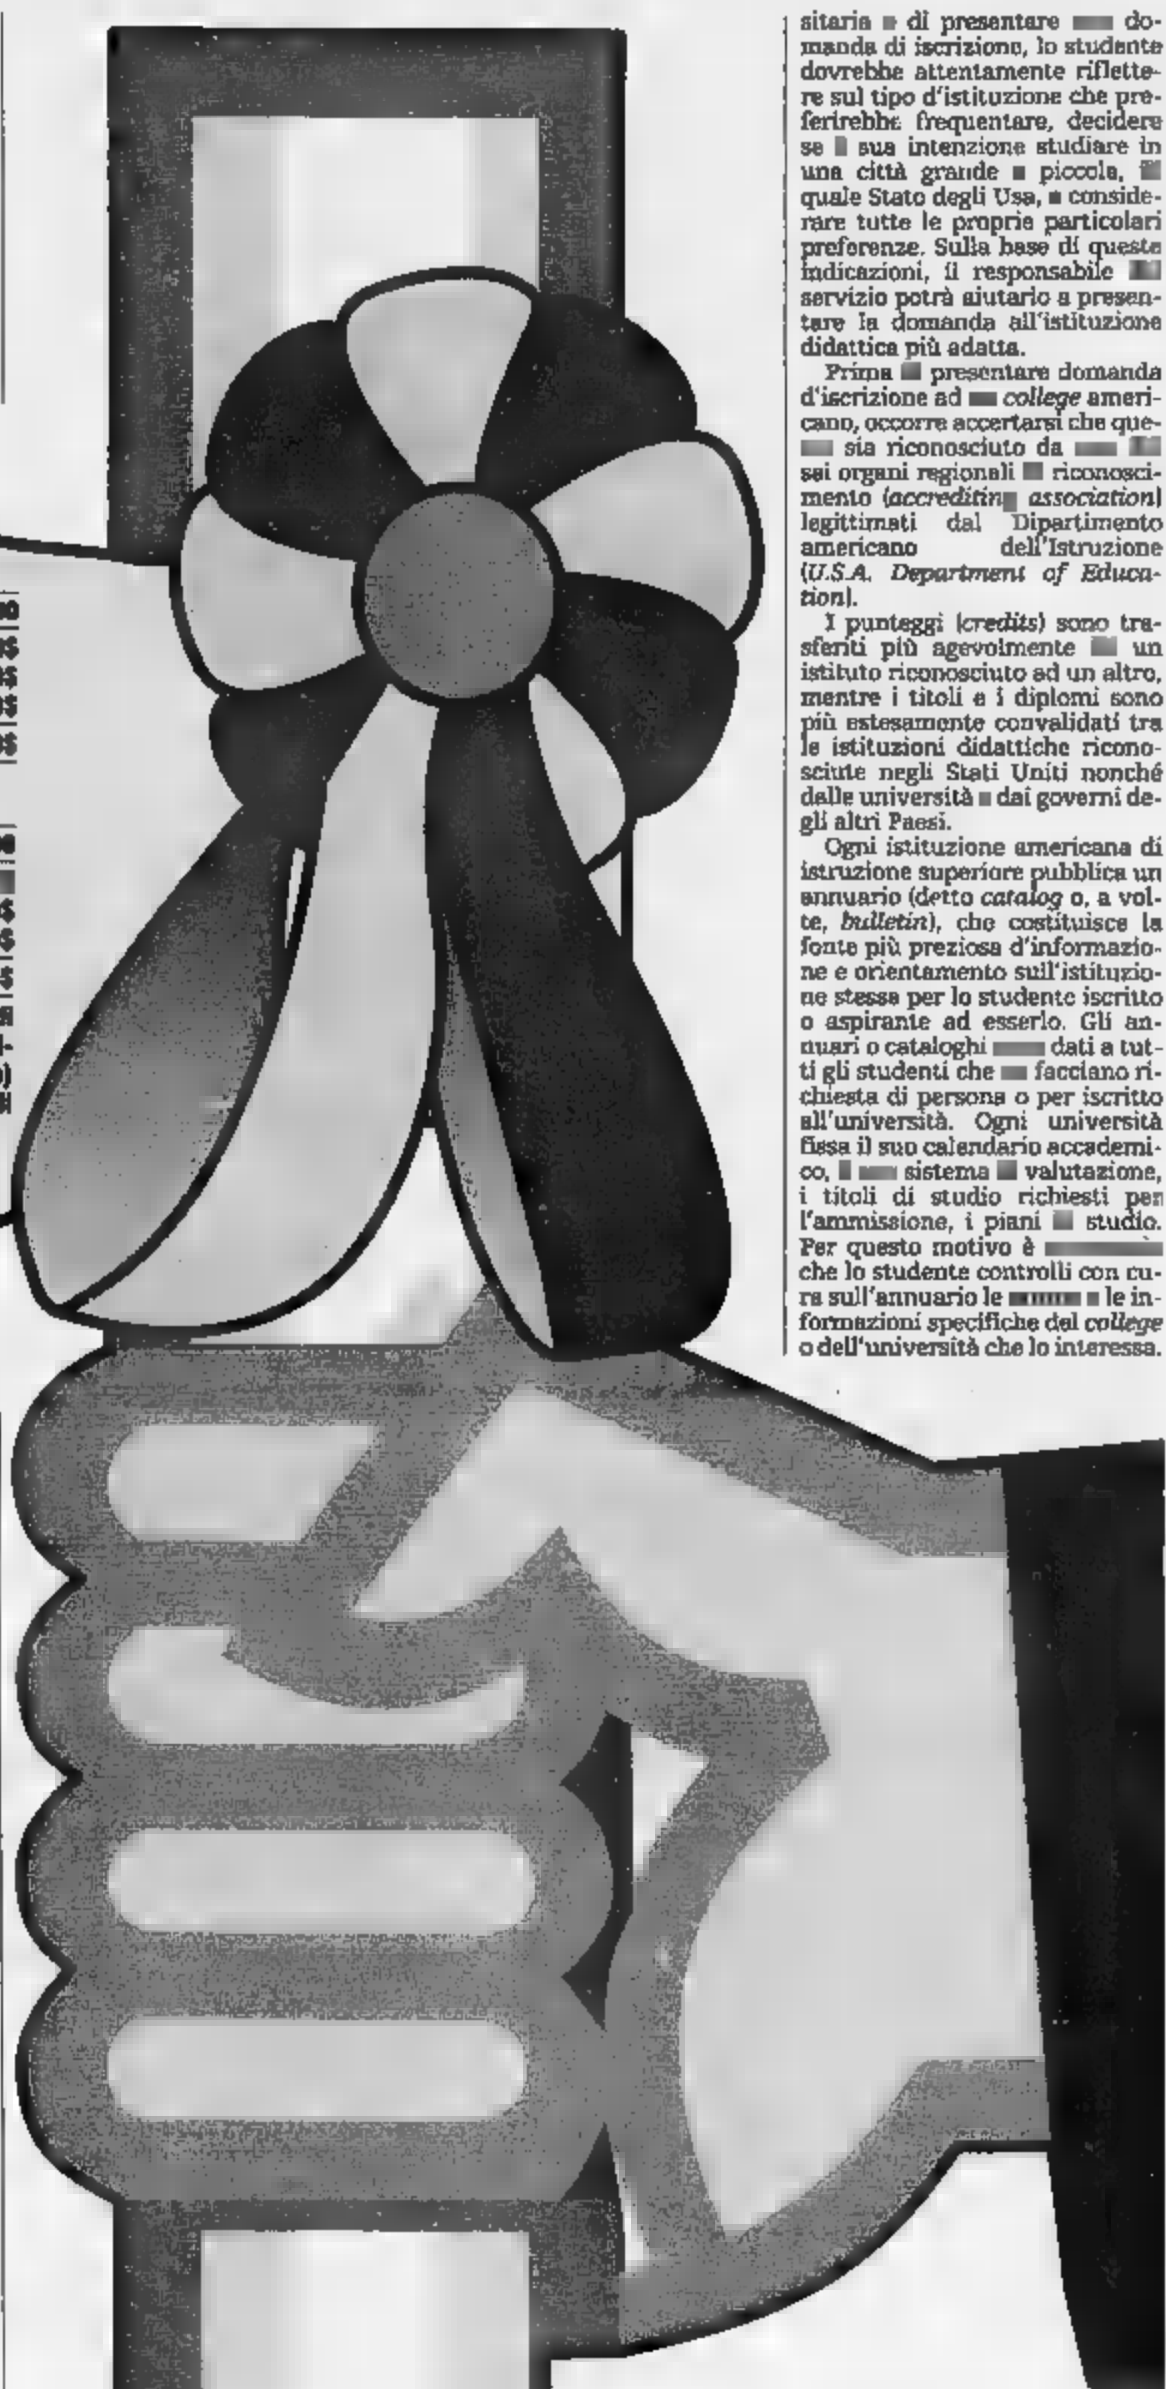 sitaria di presentare do-
manda di iscrizione, lo studente
dovrebbe attentamente riflette-
re sul tipo d'istituzione che pre-
ferirebbe frequentare, decidere
se sua intenzione studiare in
una città grande piccola,
quale Stato degli Usa, conside-
rare tutte le proprie particolari
preferenze. Sulla base di queste
indicazioni, il responsabile
servizio potrà aiutarlo a presen-
tare la domanda all'istituzione
didattica più adatta.
Prima presentare domanda
d'iscrizione ad college ameri-
cano, occorre accertarsi che que-
sia riconosciuto da
sei organi regionali riconosci-
mento (accrediting association)
legittimati dal Dipartimento
americano dell'Istruzione
(U.S.A. Department of Educa-
tion).
I punteggi (credits) sono tra-
sferiti più agevolmente un
istituto riconosciuto ad un altro,
mentre i titoli e i diplomi sono
più estesamente convalidati tra
le istituzioni didattiche ricono-
sciute negli Stati Uniti nonché
dalle università dai governi de-
gli altri Paesi.
Ogni istituzione americana di
istruzione superiore pubblica un
annuario (detto catalog o, a vol-
te, bulletin), che costituisce la
fonte più preziosa d'informazio-
ne e orientamento sull'istituzio-
ne stessa per lo studente iscritto
o aspirante ad esserlo. Gli an-
nuari o cataloghi dati a tut-
ti gli studenti che facciano ri-
chiesta di persona o per iscritto
all'università. Ogni università
fissa il suo calendario accademi-
co, sistema valutazione,
i titoli di studio richiesti per
l'ammissione, i piani studio.
Per questo motivo è
che lo studente controlli con cu-
ra sull'annuario le le in-
formazioni specifiche del college
o dell'università che lo interessa.